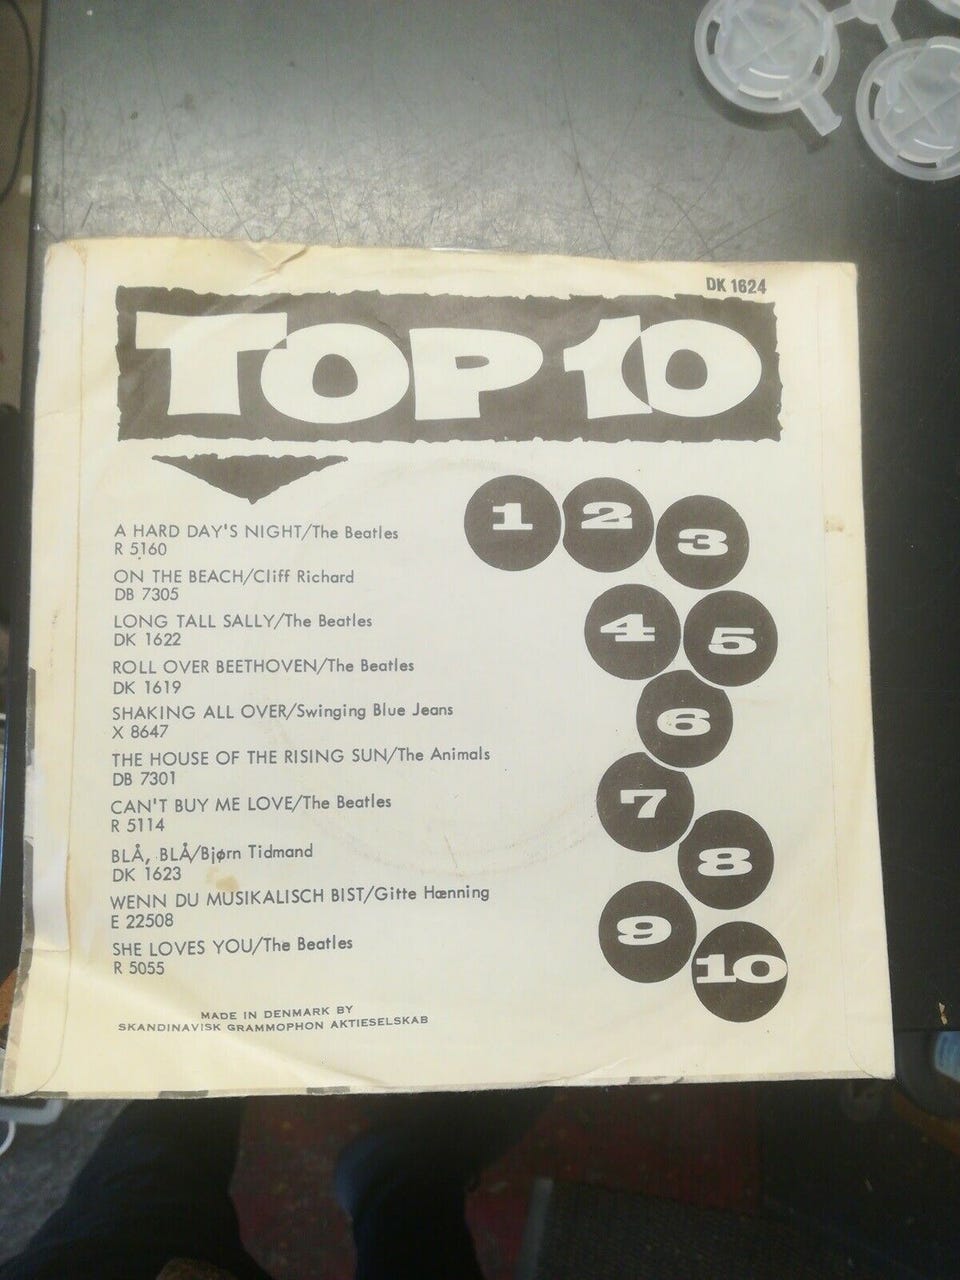 DK 1624
TOP 10
A HARD DAY'S NIGHT/The Beatles
R 5160
ON THE BEACH/Cliff Richard
DB 7305
LONG TALL SALLY/The Beatles
DK 1622
ROLL OVER BEETHOVEN/The Beatles
DK 1619
SHAKING ALL OVER/Swinging Blue Jeans
X 8647
THE HOUSE OF THE RISING SUN/The Animals
DB 7301
CAN'T BUY ME LOVE/The Beatles
R 5114
BLÅ, BLÅ/Bjørn Tidmand
DK 1623
WENN DU MUSIKALISCH BIST/Gitte Hænning
E 22508
SHE LOVES YOU/The Beatles
R 5055
1 2 3
4 5
6
7
8
9
10
MADE IN DENMARK BY
SKANDINAVISK GRAMMOPHON AKTIESELSKAB